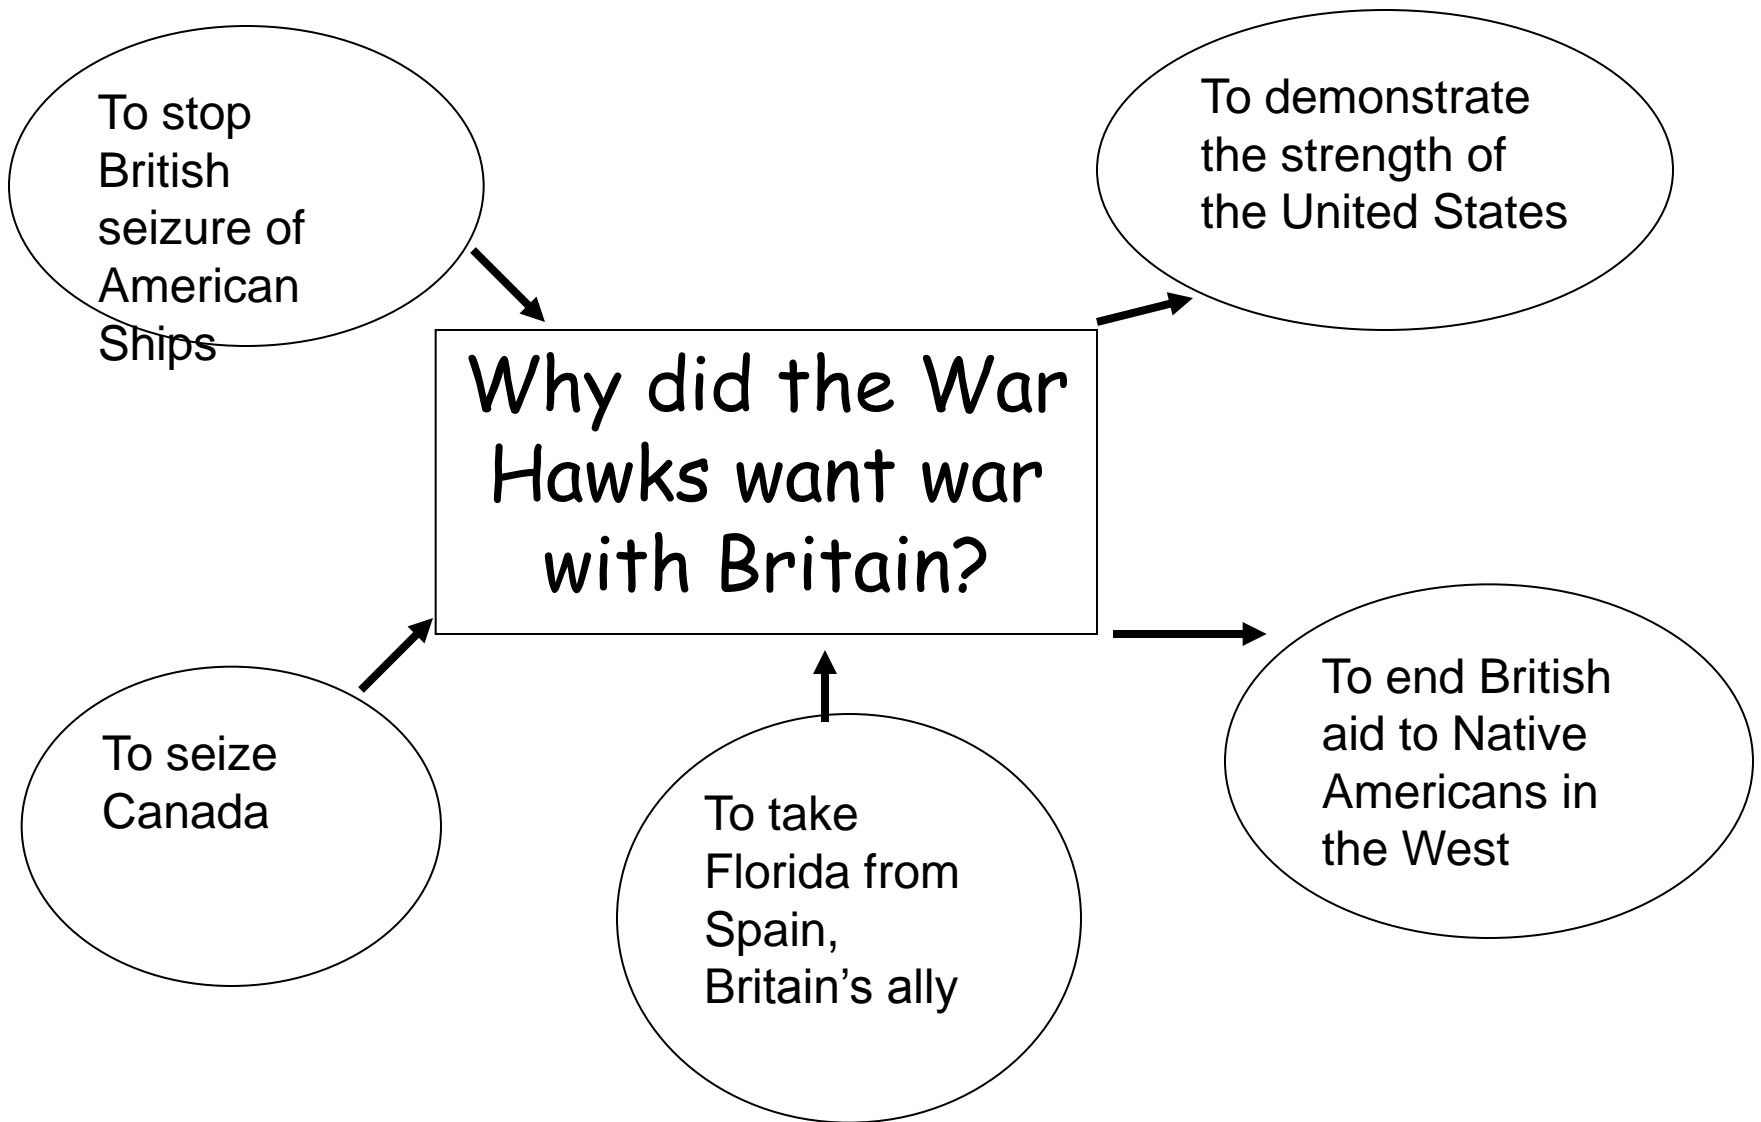 To stop
British
seizure of
American
Ships
To demonstrate
the strength of
the United States
Why did the War
Hawks want war
with Britain?
To seize
Canada
To take
Florida from
Spain,
Britain’s ally
To end British
aid to Native
Americans in
the West